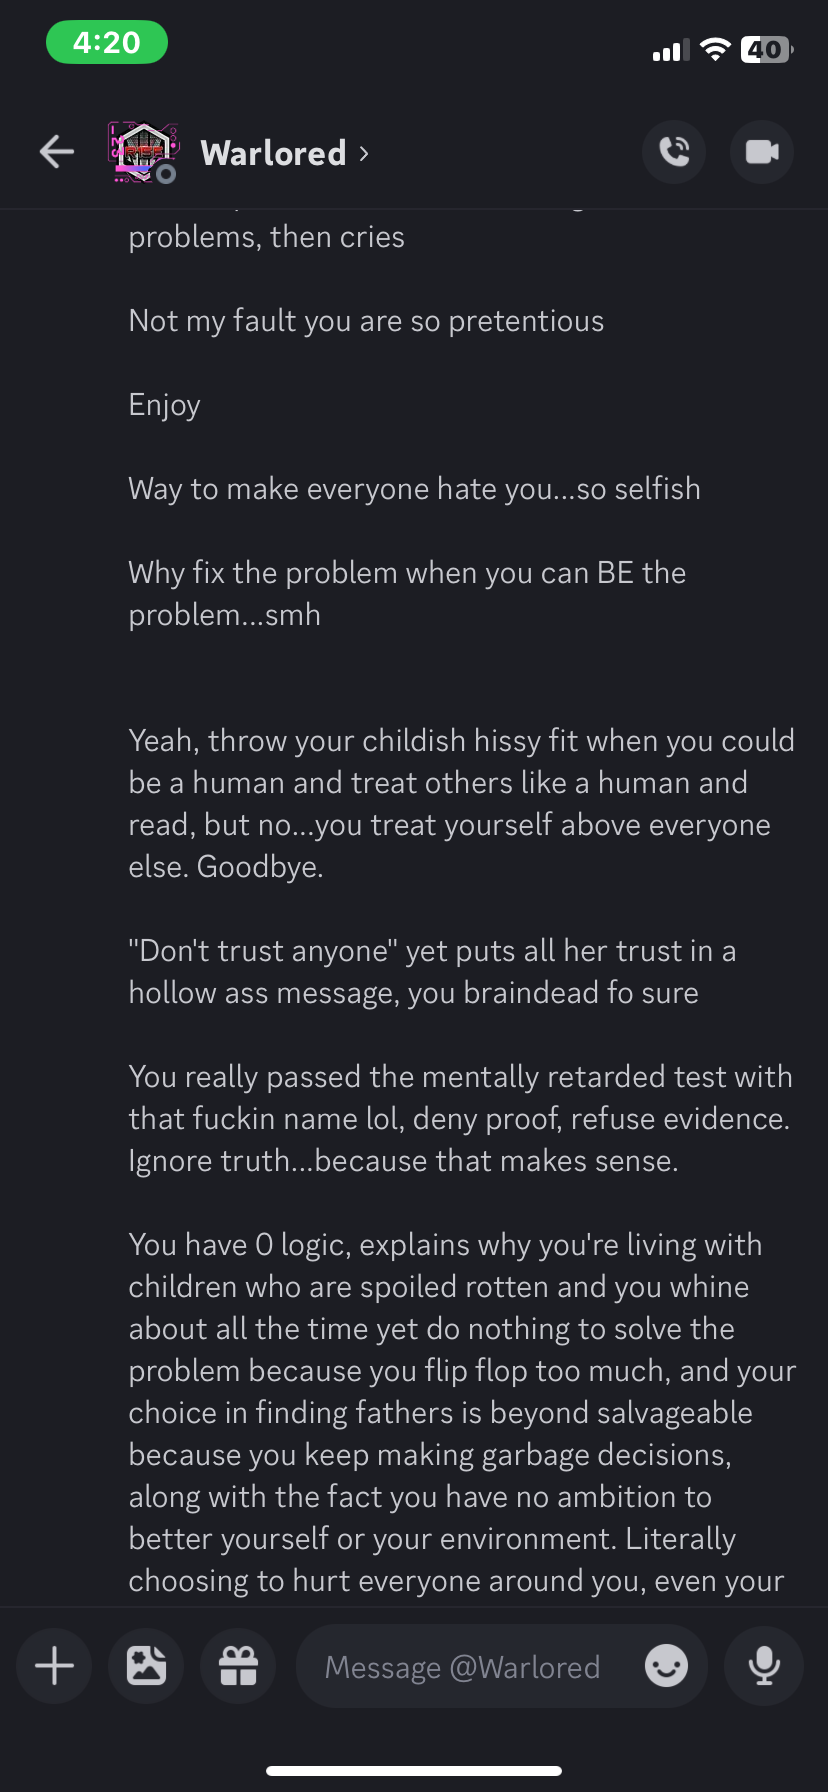 4:20
40
RISE
Warlored
problems, then cries
Not my fault you are so pretentious
Enjoy
Way to make everyone hate you...so selfish
Why fix the problem when you can BE the
problem...smh
Yeah, throw your childish hissy fit when you could
be a human and treat others like a human and
read, but no...you treat yourself above everyone
else. Goodbye.
"Don't trust anyone" yet puts all her trust in a
hollow ass message, you braindead fo sure
You really passed the mentally retarded test with
that fuckin name lol, deny proof, refuse evidence.
Ignore truth...because that makes sense.
You have 0 logic, explains why you're living with
children who are spoiled rotten and you whine
about all the time yet do nothing to solve the
problem because you flip flop too much, and your
choice in finding fathers is beyond salvageable
because you keep making garbage decisions,
along with the fact you have no ambition to
better yourself or your environment. Literally
choosing to hurt everyone around you, even your
Message @Warlored